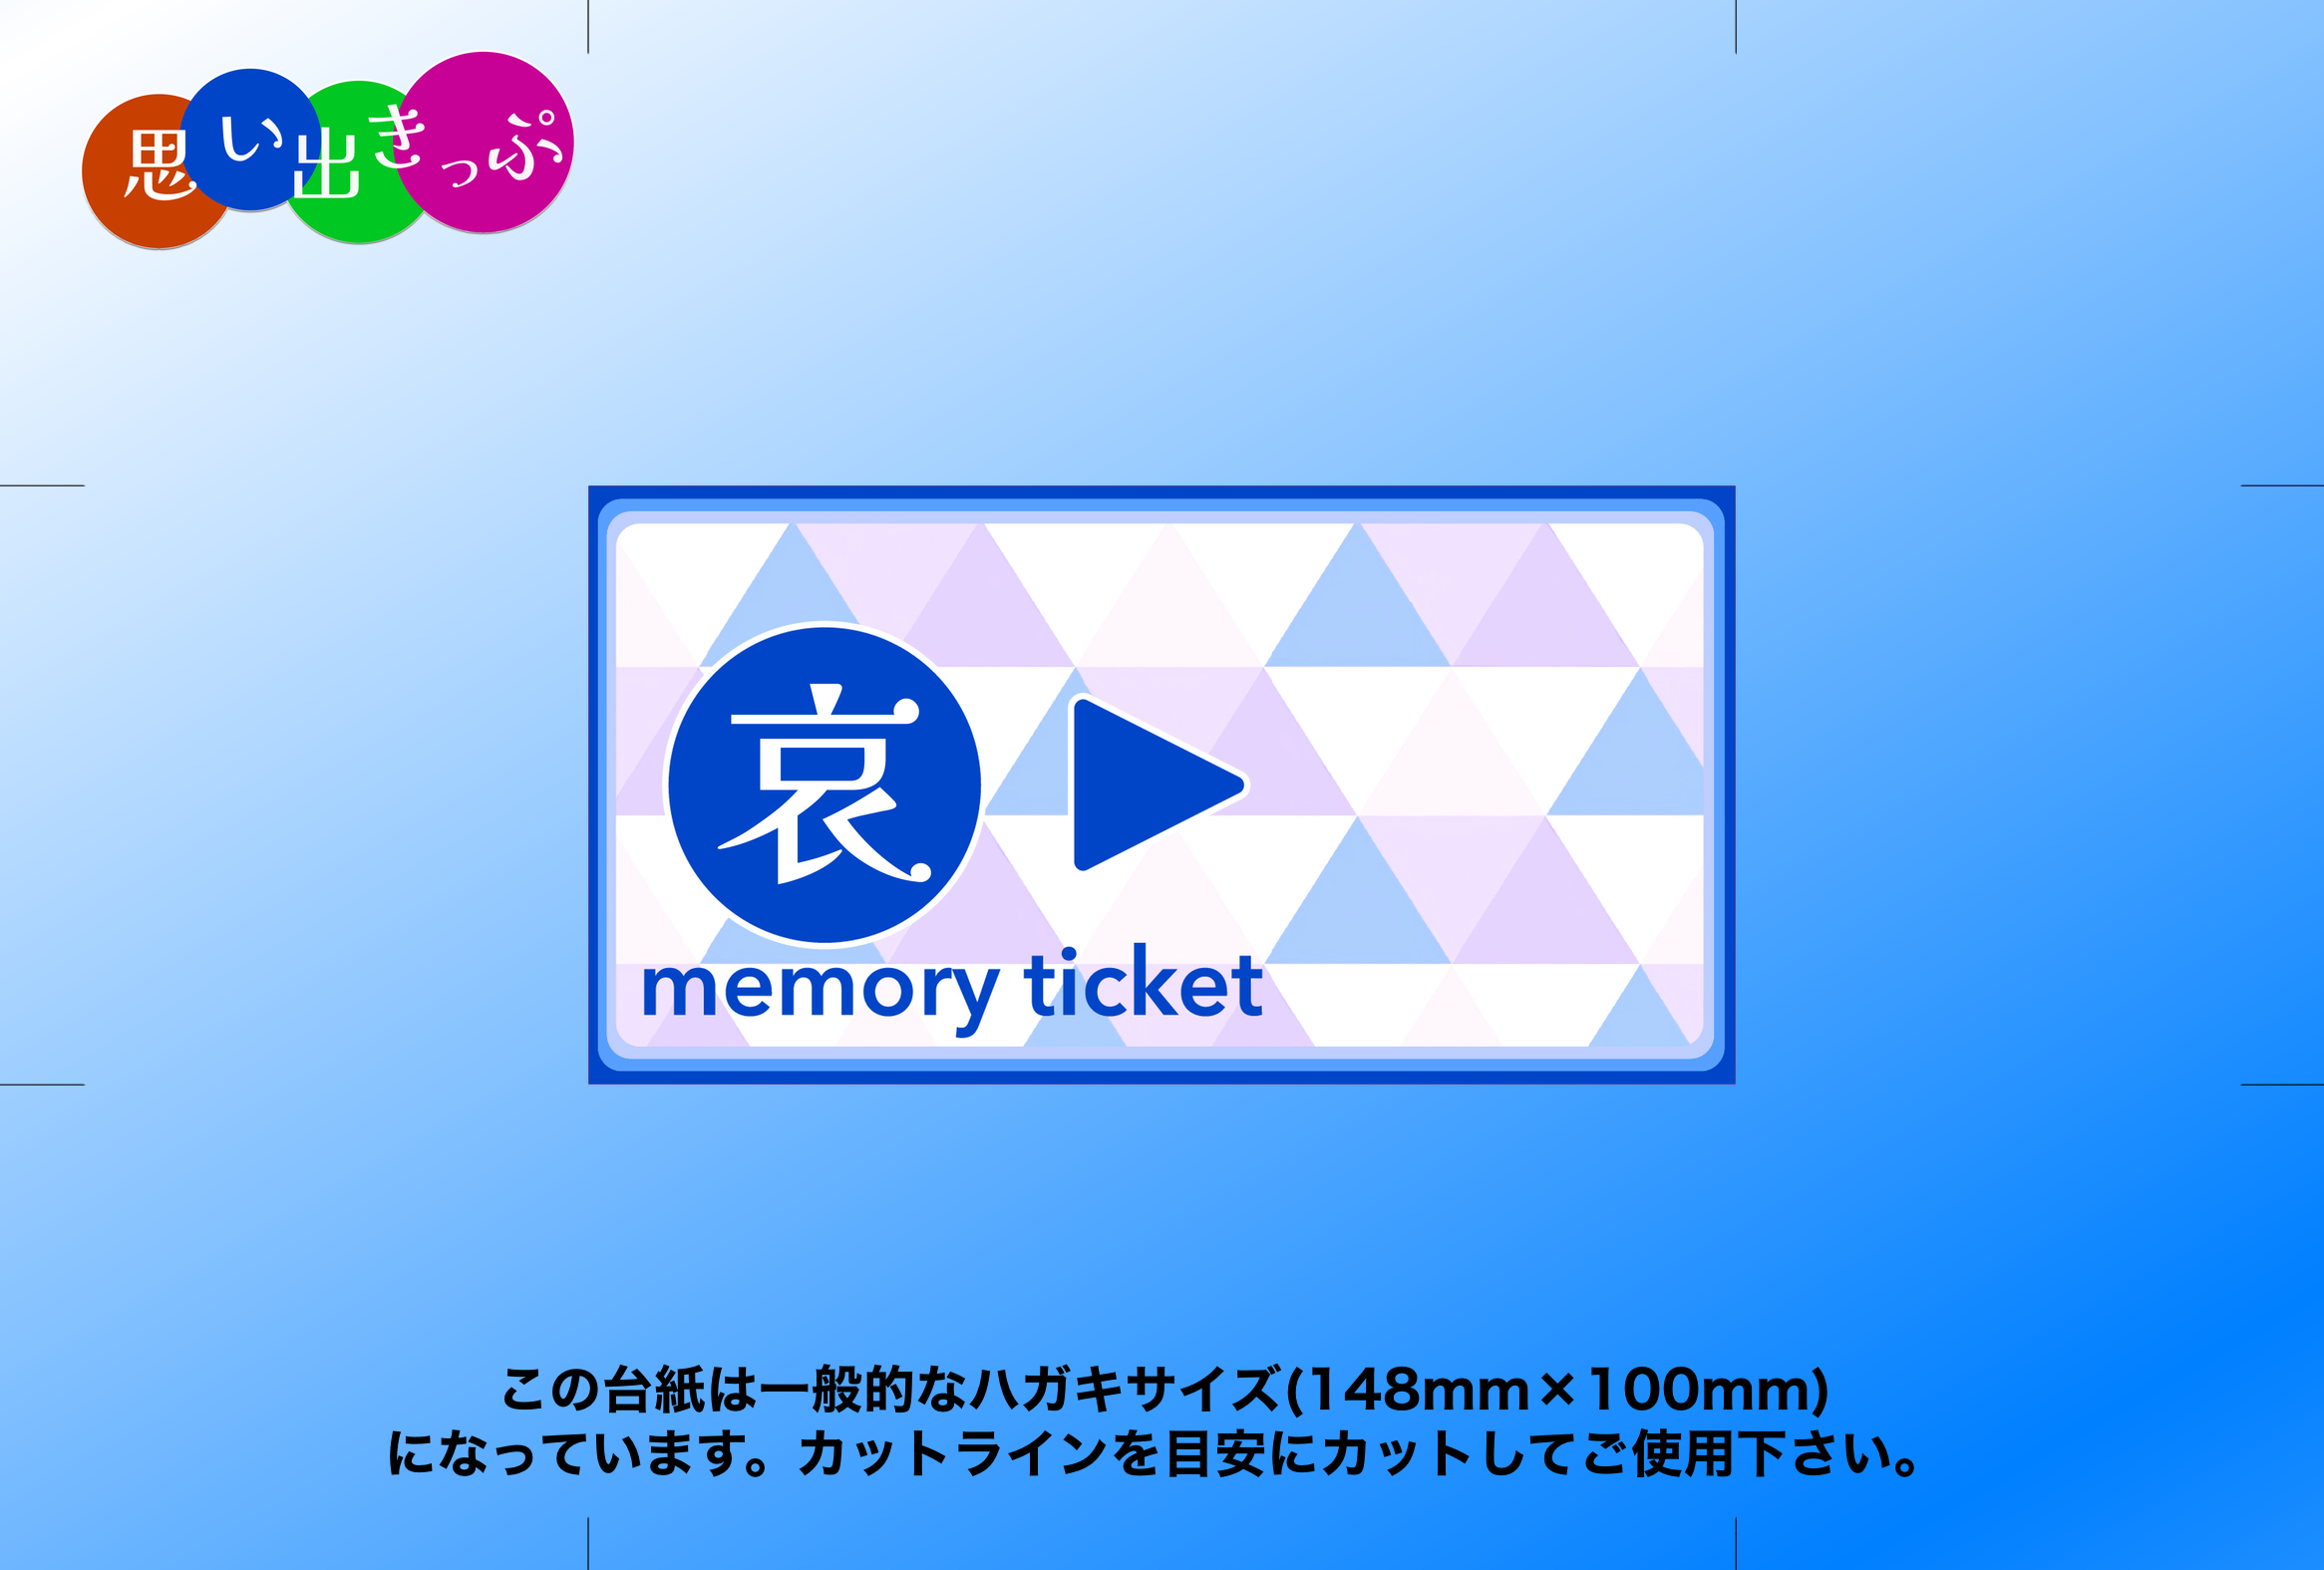 思い出きっぷ
哀
memory ticket
この台紙は一般的なハガキサイズ(148mm×100mm)
になっています。カットラインを目安にカットしてご使用下さい。